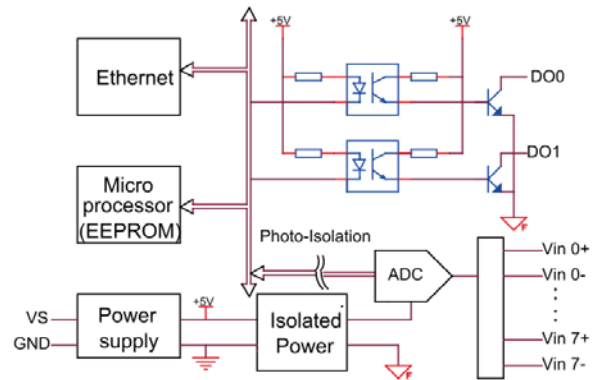 +5V
+5V
Ethernet
DO0
DO1
Micro
processor
(EEPROM)
F
Photo-Isolation
ADC
Vin 0+
Vin 0-
Vin 7+
Vin 7-
VS
GND
Power
supply
+5V
Isolated
Power
F